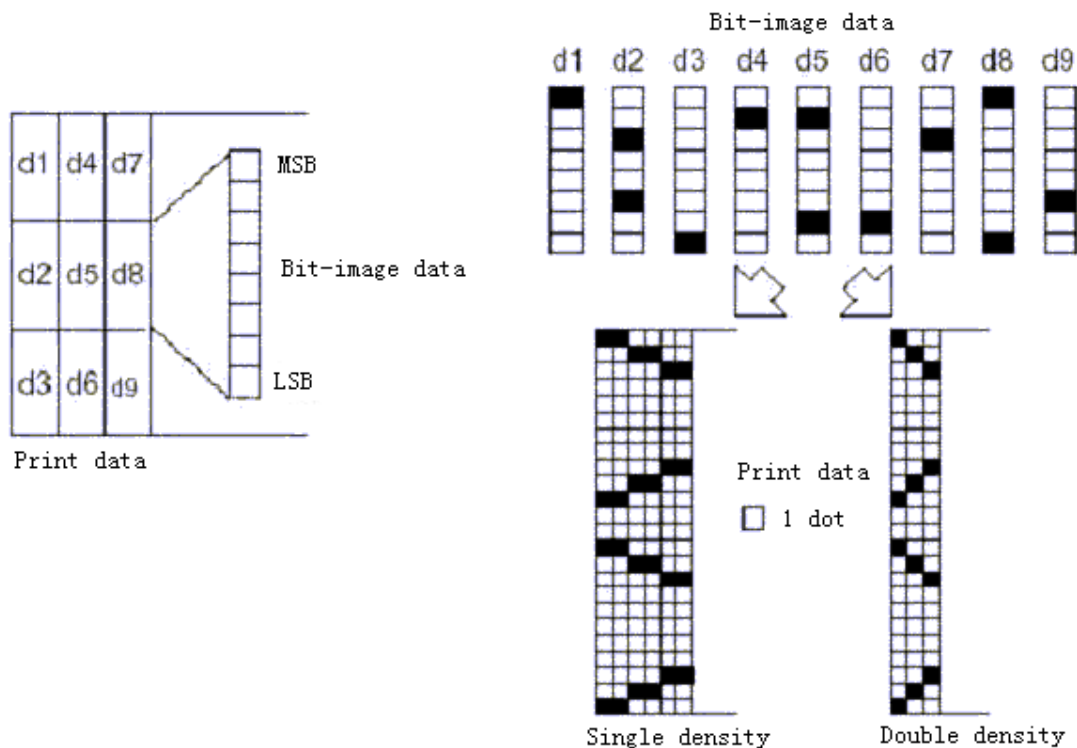 d1 d4 d7
d2 d5 d8
d3 d6 d9
Print data
MSB
Bit-image data
LSB
Bit-image data
d1 d2 d3 d4 d5 d6 d7 d8 d9
Print data
1 dot
Single density
Double density